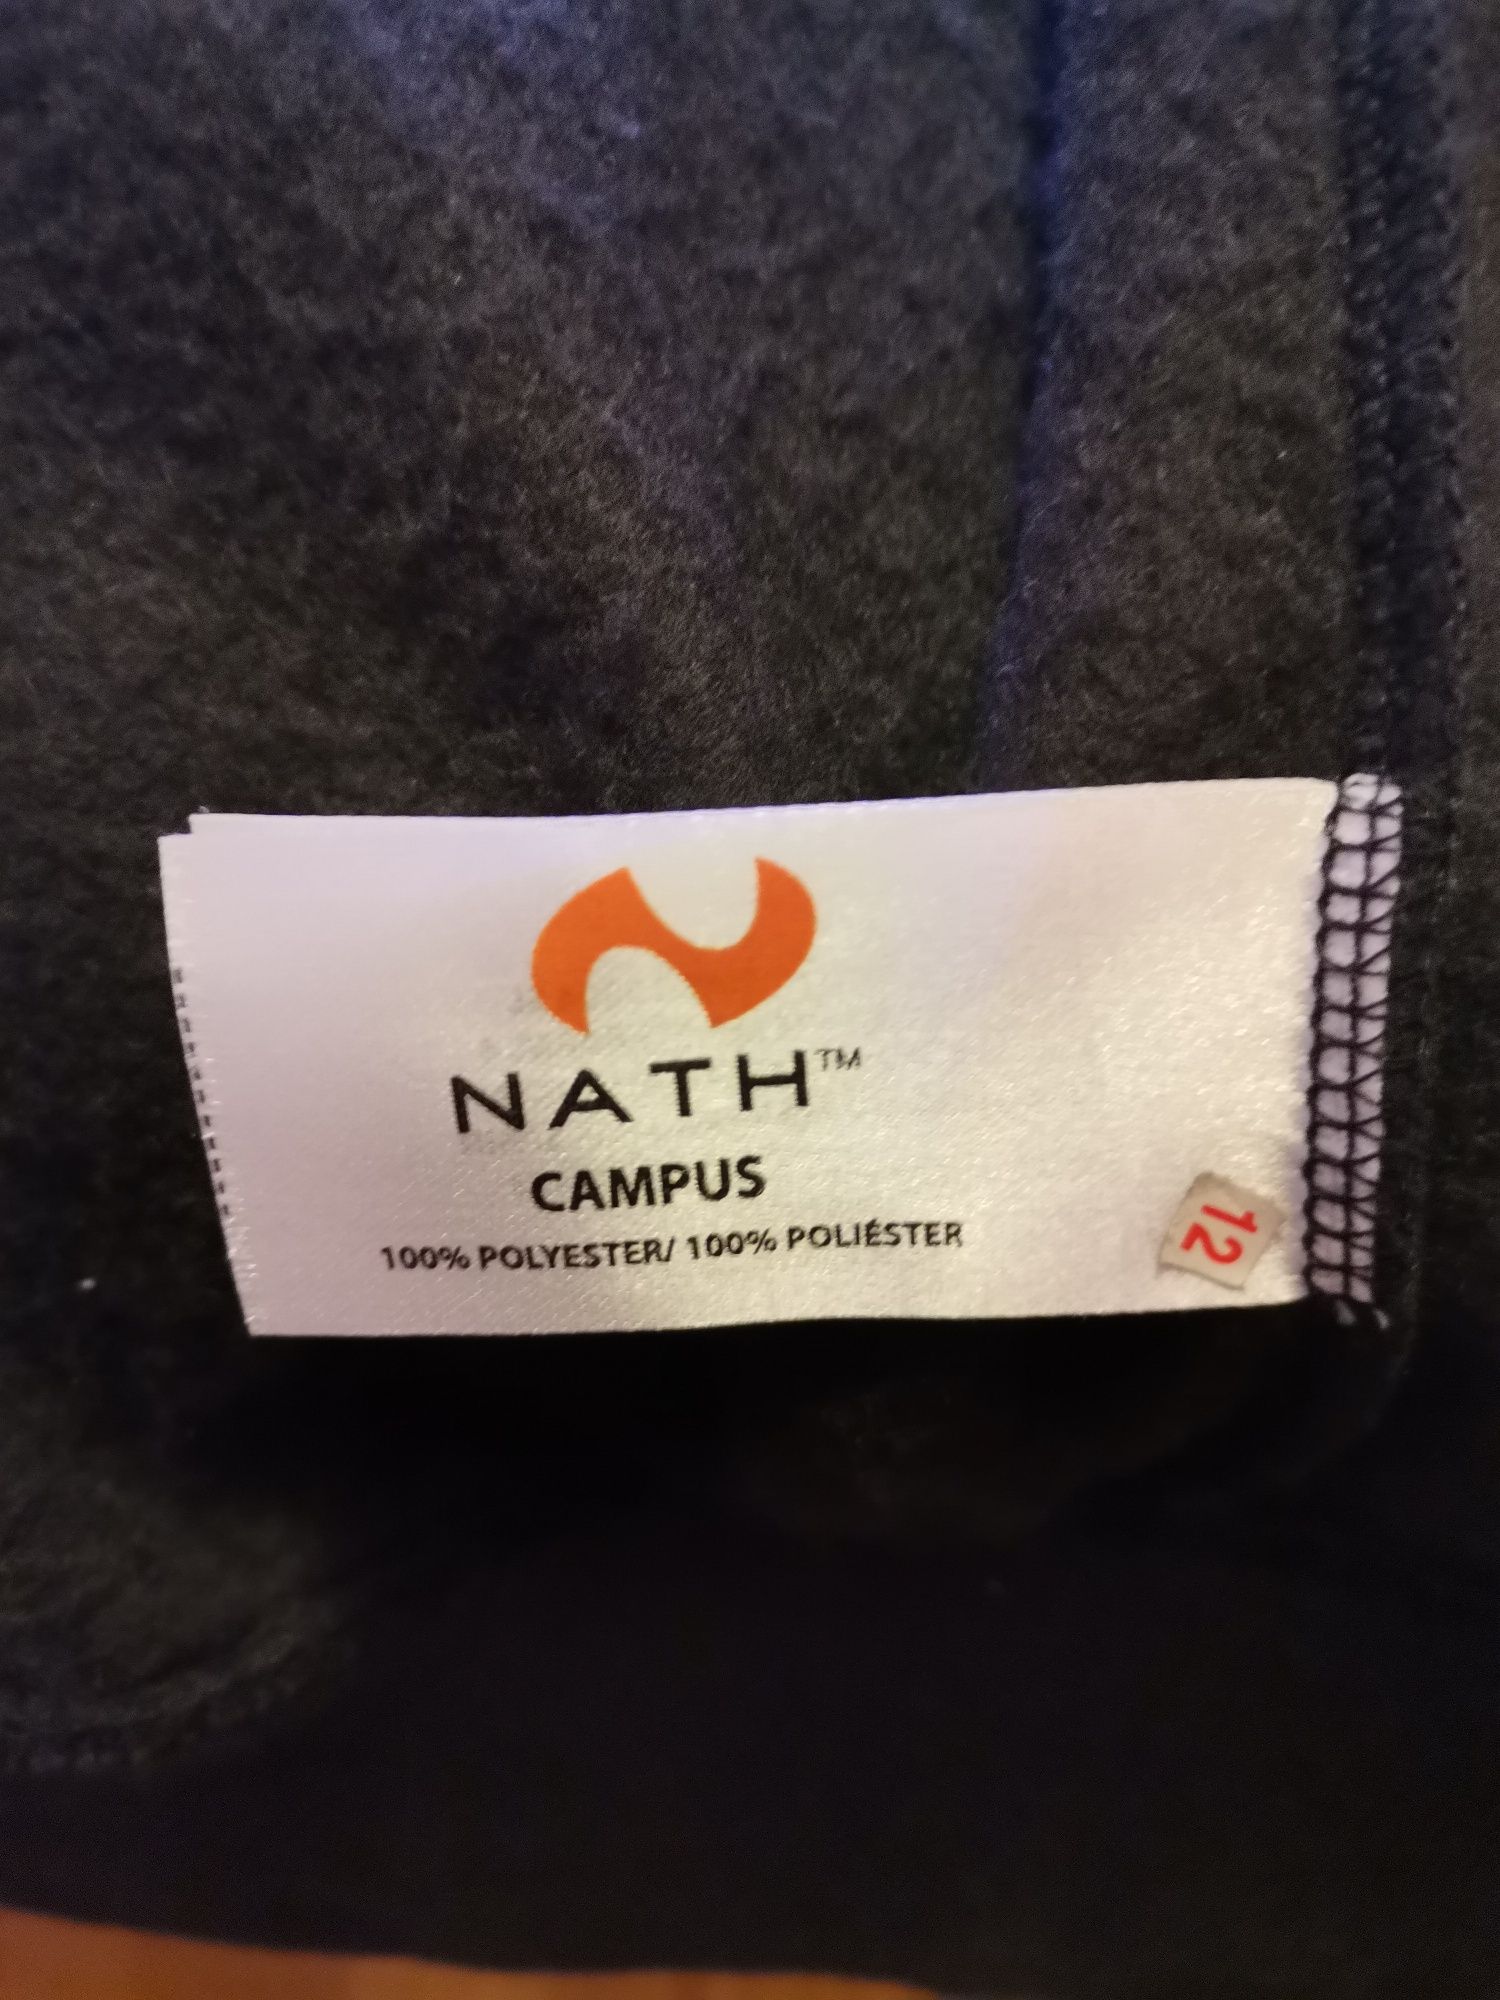 NATH™
CAMPUS
100% POLYESTER/ 100% POLIÉSTER
12